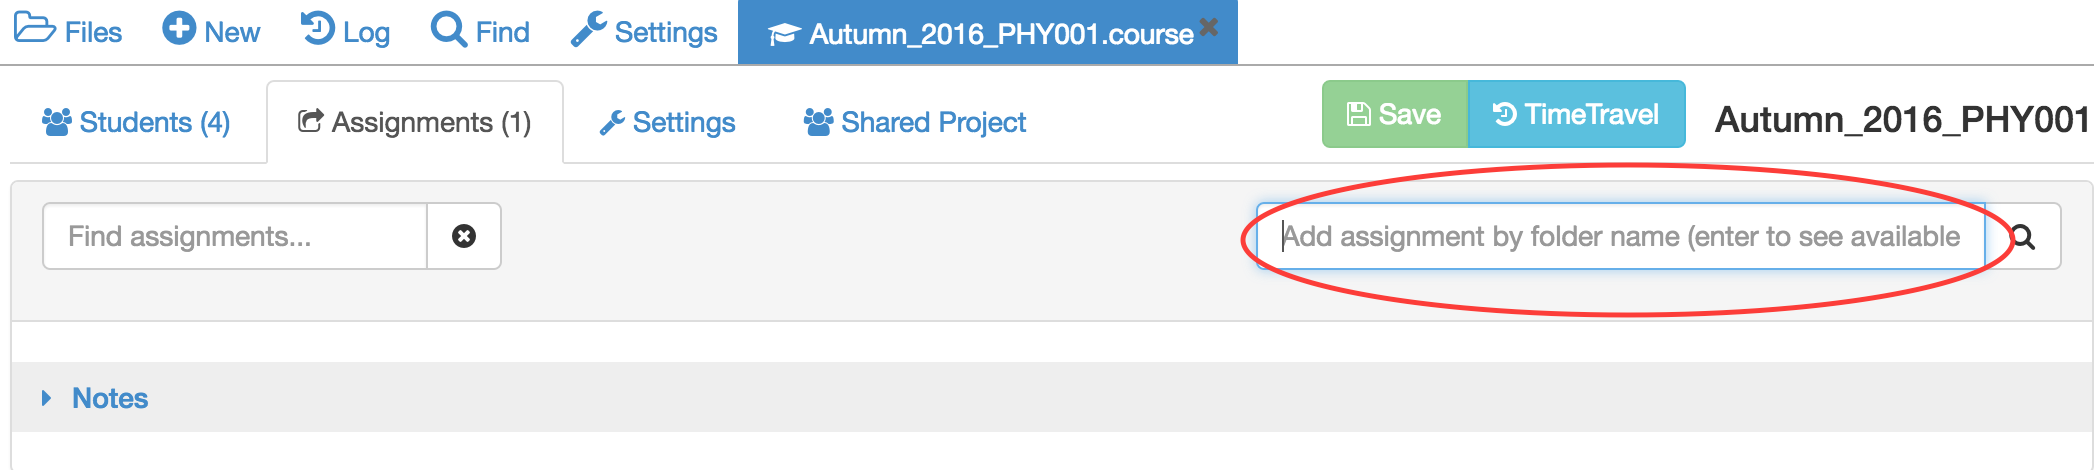 Files New Log Find Settings Autumn_2016_PHY001.course
Students (4) Assignments (1) Settings Shared Project Save TimeTravel Autumn_2016_PHY001
Find assignments... Add assignment by folder name (enter to see available
Notes